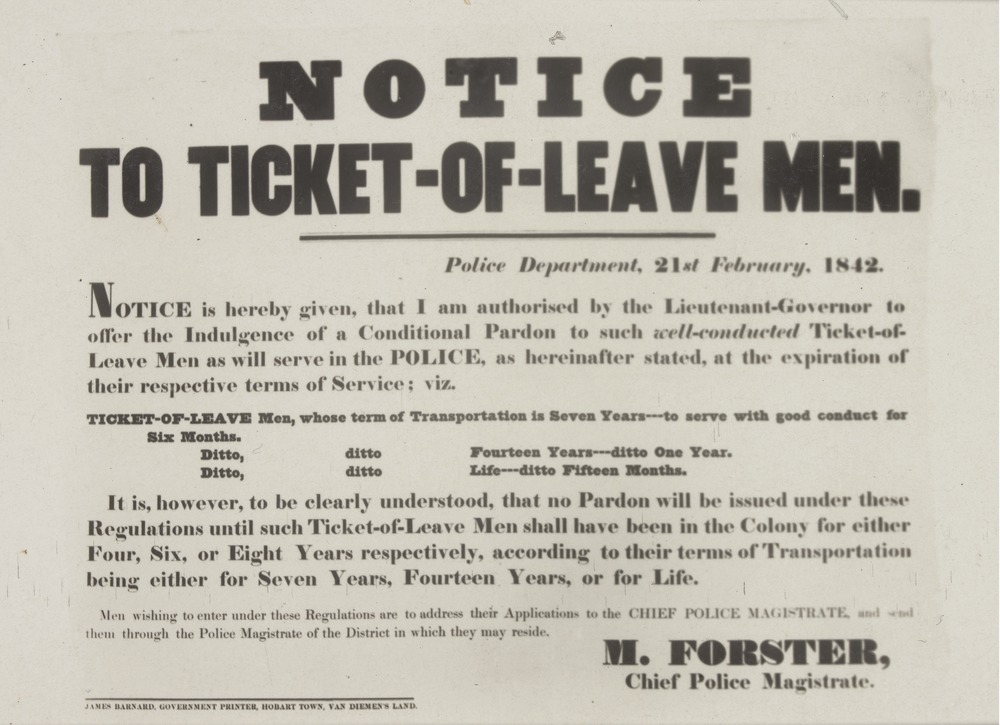 NOTICE
TO TICKET-OF-LEAVE MEN.
Police Department, 21st February, 1842.
NOTICE is hereby given, that I am authorised by the Lieutenant-Governor to
offer the Indulgence of a Conditional Pardon to such well-conducted Ticket-of-
Leave Men as will serve in the POLICE, as hereinafter stated, at the expiration of
their respective terms of Service; viz.
TICKET-OF-LEAVE Men, whose term of Transportation is Seven Years---to serve with good conduct for
Six Months.
Ditto, ditto Fourteen Years---ditto One Year.
Ditto, ditto Life---ditto Fifteen Months.
It is, however, to be clearly understood, that no Pardon will be issued under these
Regulations until such Ticket-of-Leave Men shall have been in the Colony for either
Four, Six, or Eight Years respectively, according to their terms of Transportation
being either for Seven Years, Fourteen Years, or for Life.
Men wishing to enter under these Regulations are to address their Applications to the CHIEF POLICE MAGISTRATE, and send
them through the Police Magistrate of the District in which they may reside.
M. FORSTER,
Chief Police Magistrate.
JAMES BARNARD, GOVERNMENT PRINTER, HOBART TOWN, VAN DIEMEN'S LAND.